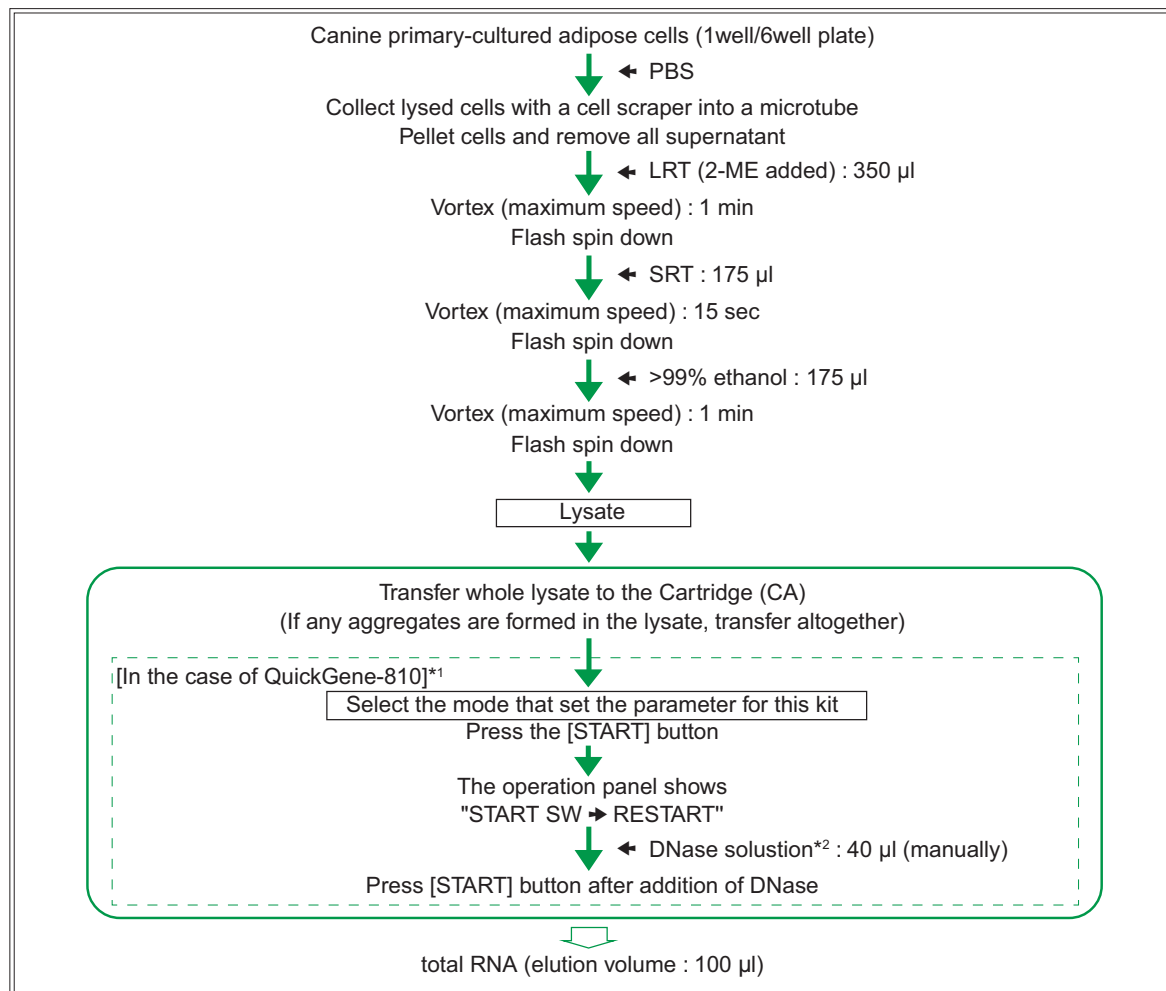 Canine primary-cultured adipose cells (1well/6well plate)
PBS
Collect lysed cells with a cell scraper into a microtube
Pellet cells and remove all supernatant
LRT (2-ME added) : 350 µl
Vortex (maximum speed) : 1 min
Flash spin down
SRT : 175 µl
Vortex (maximum speed) : 15 sec
Flash spin down
>99% ethanol : 175 µl
Vortex (maximum speed) : 1 min
Flash spin down
Lysate
Transfer whole lysate to the Cartridge (CA)
(If any aggregates are formed in the lysate, transfer altogether)
[In the case of QuickGene-810]*1
Select the mode that set the parameter for this kit
Press the [START] button
The operation panel shows
"START SW ➔ RESTART"
DNase solustion*2 : 40 µl (manually)
Press [START] button after addition of DNase
total RNA (elution volume : 100 µl)